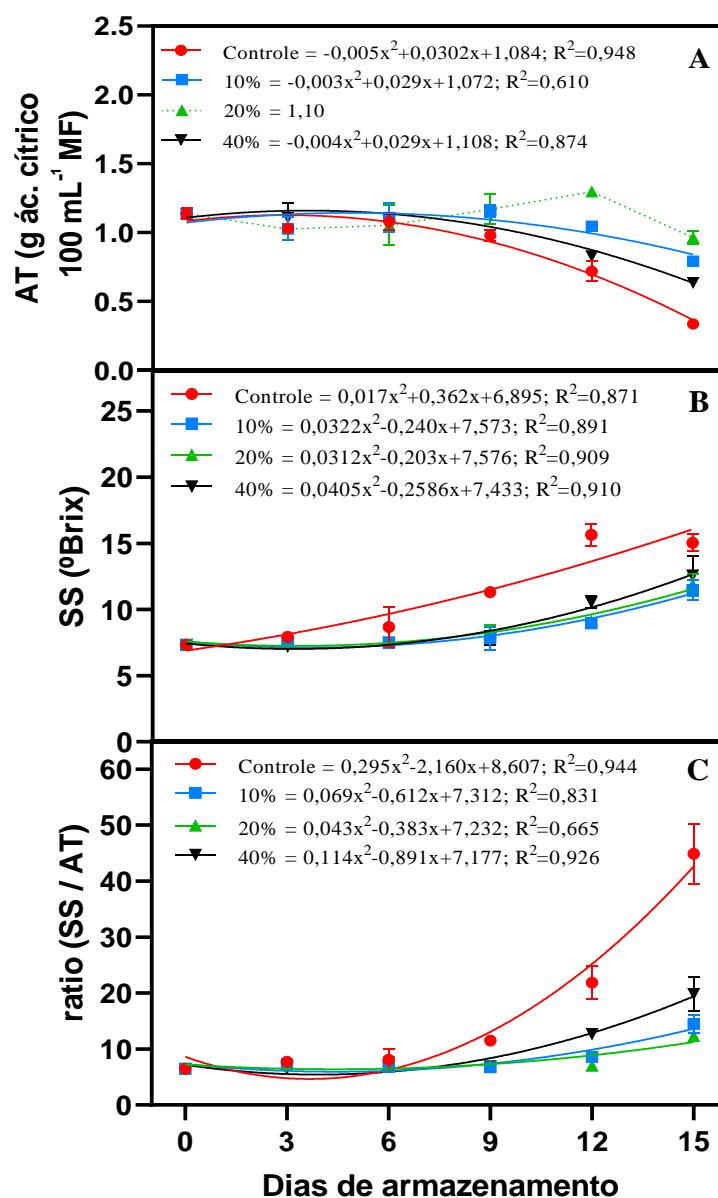 AT (g ác. cítrico
100 mL⁻¹ MF)
2.5
2.0
1.5
1.0
0.5
0.0
A
Controle = -0,005x²+0,0302x+1,084; R²=0,948
10% = -0,003x²+0,029x+1,072; R²=0,610
20% = 1,10
40% = -0,004x²+0,029x+1,108; R²=0,874
SS (ºBrix)
25
20
15
10
5
0
B
Controle = 0,017x²+0,362x+6,895; R²=0,871
10% = 0,0322x²-0,240x+7,573; R²=0,891
20% = 0,0312x²-0,203x+7,576; R²=0,909
40% = 0,0405x²-0,2586x+7,433; R²=0,910
ratio (SS / AT)
60
50
40
30
20
10
0
C
Controle = 0,295x²-2,160x+8,607; R²=0,944
10% = 0,069x²-0,612x+7,312; R²=0,831
20% = 0,043x²-0,383x+7,232; R²=0,665
40% = 0,114x²-0,891x+7,177; R²=0,926
0 3 6 9 12 15
Dias de armazenamento